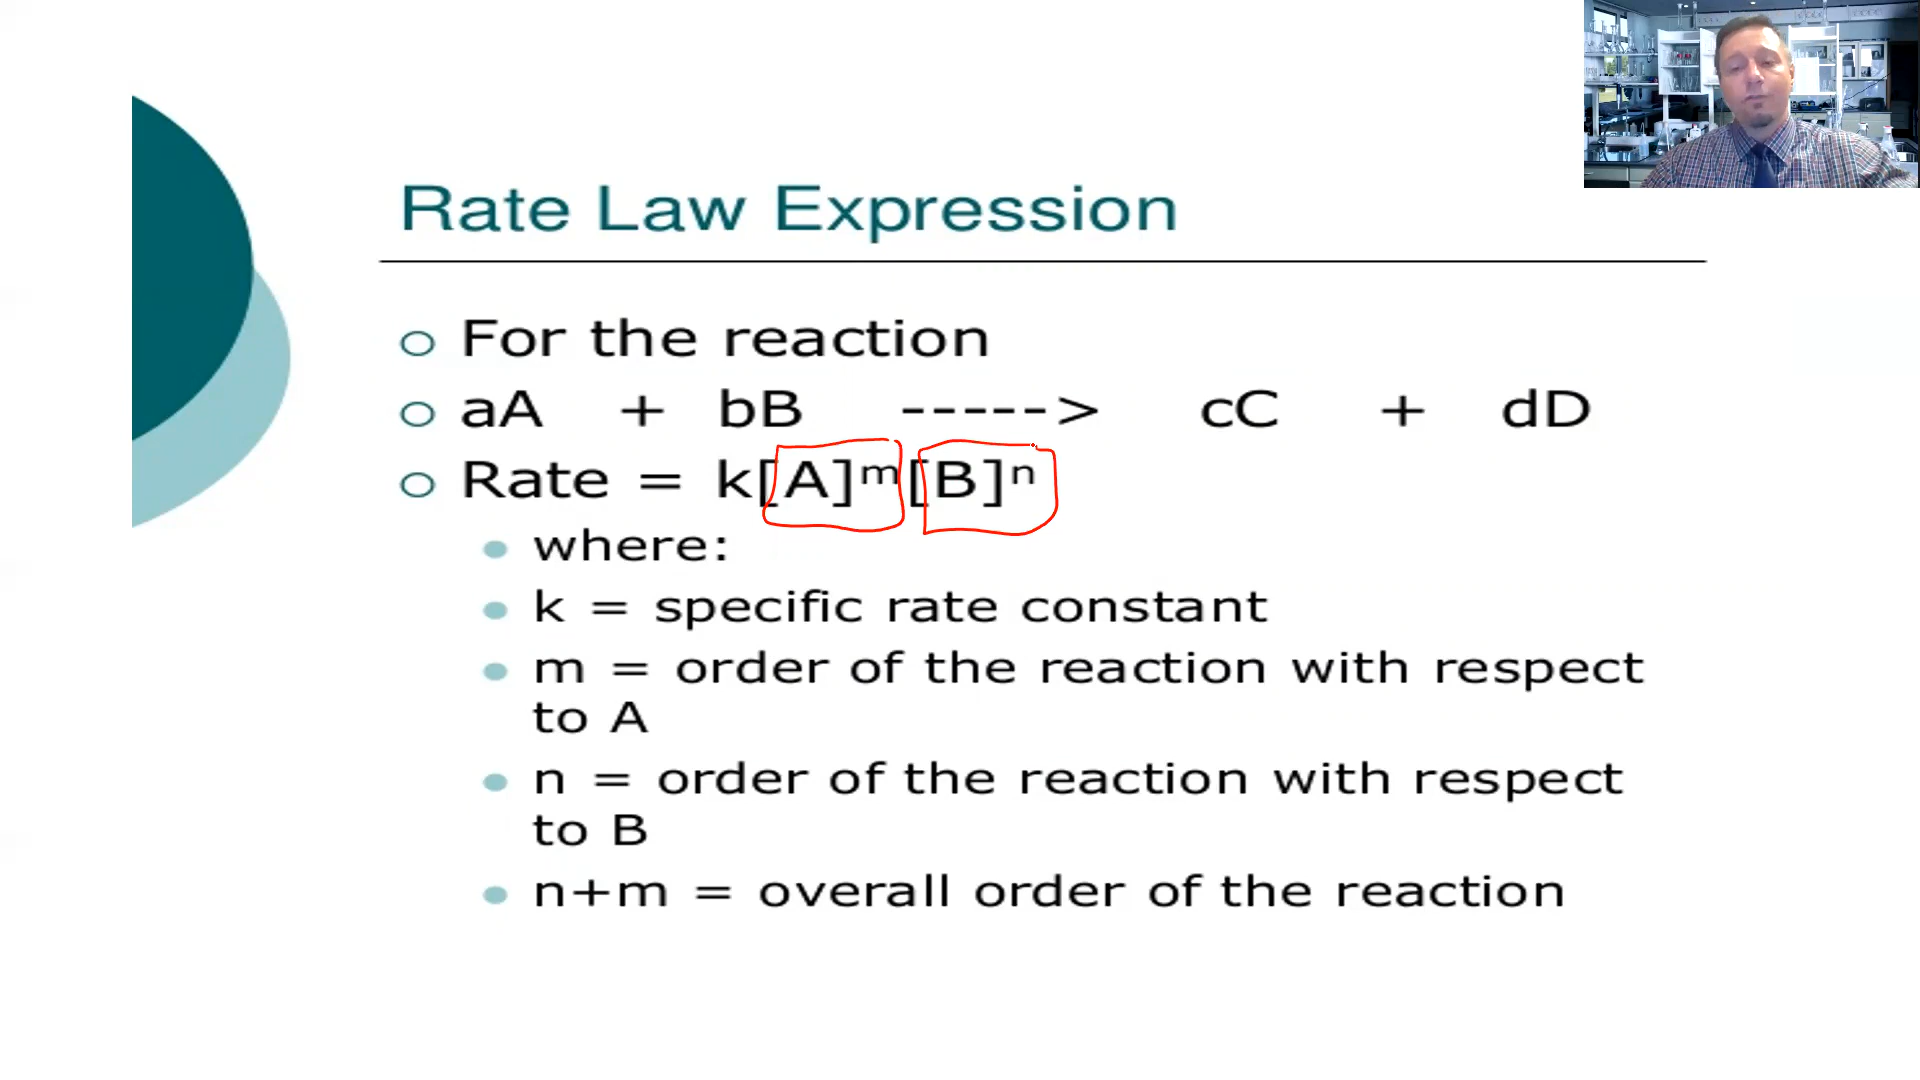 Rate Law Expression
For the reaction
aA + bB -----> cC + dD
Rate = k[A]ᵐ[B]ⁿ
where:
k = specific rate constant
m = order of the reaction with respect
to A
n = order of the reaction with respect
to B
n+m = overall order of the reaction